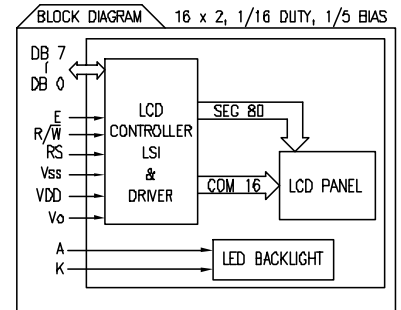 BLOCK DIAGRAM 16 x 2, 1/16 DUTY, 1/5 BIAS
DB 7
DB 0
E
R/W̅
RS
Vss
VDD
Vo
A
K
LCD
CONTROLLER
LSI
&
DRIVER
SEG 80
COM 16
LCD PANEL
LED BACKLIGHT